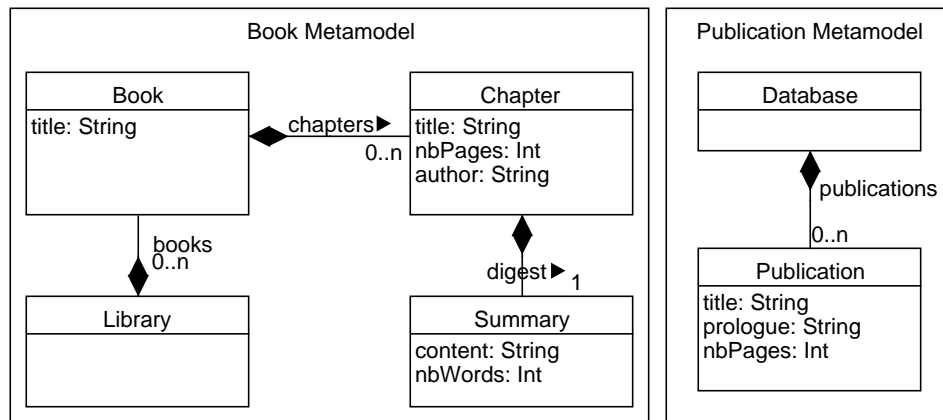 Book Metamodel
Book
title: String
chapters
0..n
Chapter
title: String
nbPages: Int
author: String
books
0..n
Library
digest
1
Summary
content: String
nbWords: Int
Publication Metamodel
Database
publications
0..n
Publication
title: String
prologue: String
nbPages: Int